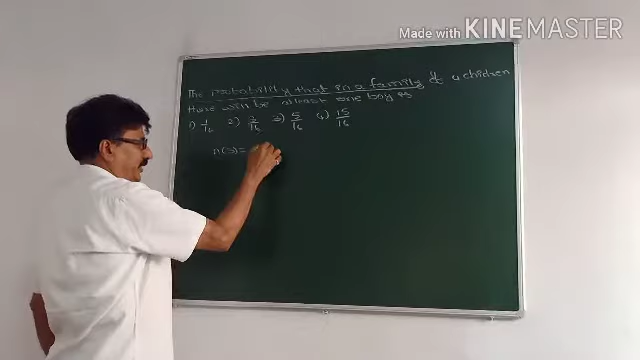 Made with KINEMASTER
The Probability that in a family of 4 children
there will be atleast one boy is
1) 1/16 2) 3/16 3) 5/16 4) 15/16
n(S)=